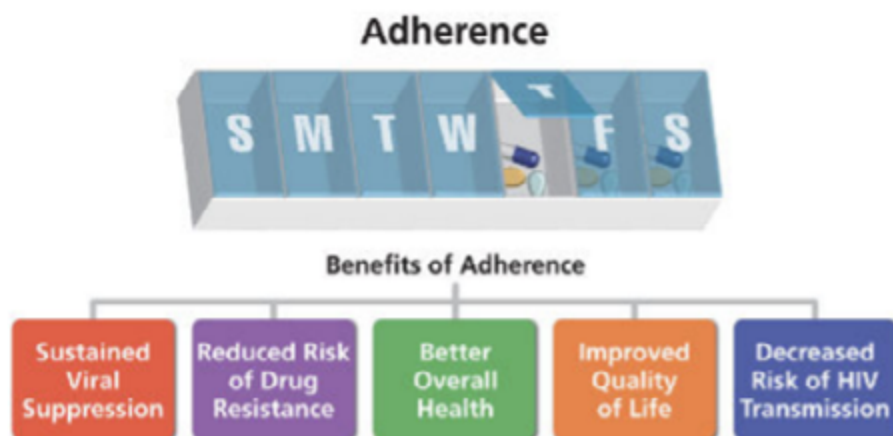 Adherence
S M T W T F S
Benefits of Adherence
Sustained
Viral
Suppression
Reduced Risk
of Drug
Resistance
Better
Overall
Health
Improved
Quality
of Life
Decreased
Risk of HIV
Transmission